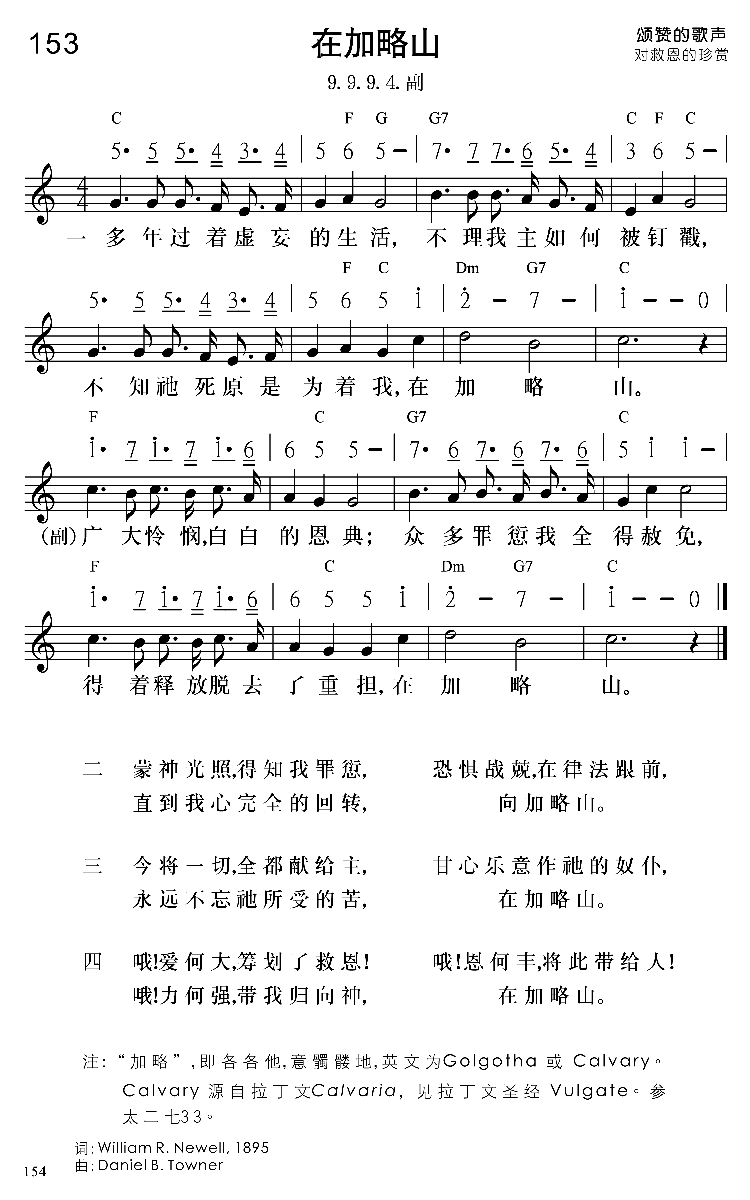 153
在加略山
颂赞的歌声
对救恩的珍赏
9.9.9.4.副
C F G G7 C F C
5• 5 5• 4 3• 4 | 5 6 5 – | 7• 7 7• 6 5• 4 | 3 6 5 – |
一多年过着虚妄的生活, 不理我主如何被钉戳,
F C Dm G7 C
5• 5 5• 4 3• 4 | 5 6 5 i | 2̇ – 7 – | i – 0 |
不知祂死原是为着我,在加略山。
F C G7 C
i• 7 i• 7 i• 6 | 6 5 5 – | 7• 6 7• 6 7• 6 | 5 i i – |
(副)广大怜悯,白白的恩典; 众多罪愆我全得赦免,
F C Dm G7 C
i• 7 i• 7 i• 6 | 6 5 5 i | 2̇ – 7 – | i – 0 ‖
得着释放脱去了重担,在加略山。
二 蒙神光照,得知我罪愆, 恐惧战兢,在律法跟前,
直到我心完全的回转, 向加略山。
三 今将一切,全都献给主, 甘心乐意作祂的奴仆,
永远不忘祂所受的苦, 在加略山。
四 哦!爱何大,筹划了救恩! 哦!恩何丰,将此带给人!
哦!力何强,带我归向神, 在加略山。
注:“加略”,即各各他,意髑髅地,英文为Golgotha 或 Calvary。
Calvary 源自拉丁文Calvaria, 见拉丁文圣经 Vulgate。参
太二七33。
词:William R. Newell, 1895
曲:Daniel B. Towner
154